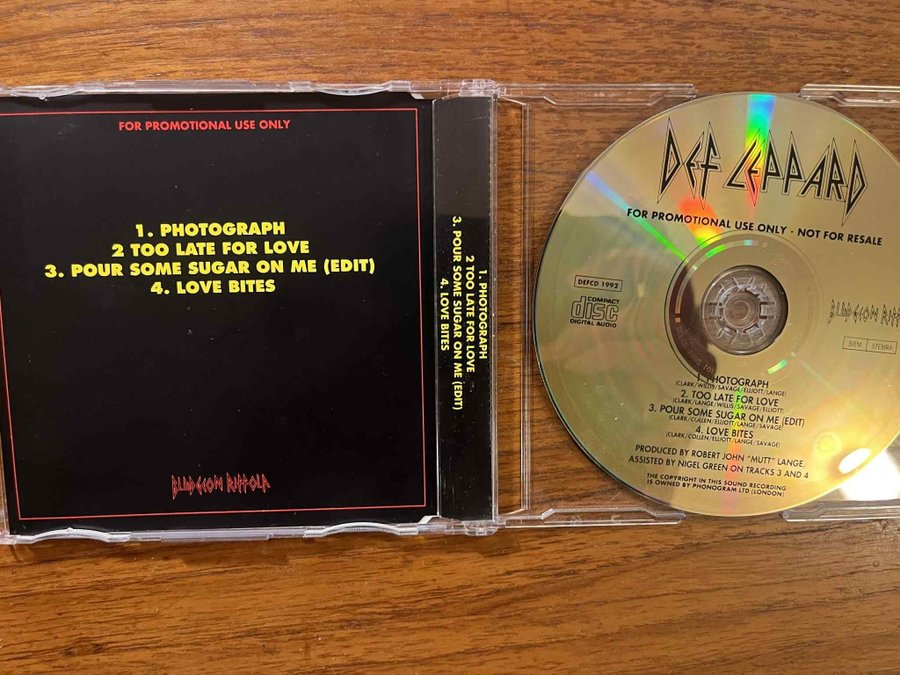 FOR PROMOTIONAL USE ONLY
1. PHOTOGRAPH
2 TOO LATE FOR LOVE
3. POUR SOME SUGAR ON ME (EDIT)
4. LOVE BITES
BLUDGEON RIFFOLA
1. PHOTOGRAPH
2 TOO LATE FOR LOVE
3. POUR SOME SUGAR ON ME (EDIT)
4. LOVE BITES
DEF LEPPARD
FOR PROMOTIONAL USE ONLY - NOT FOR RESALE
DEFCD 1992
COMPACT
disc
DIGITAL AUDIO
BLUDGEON RIFFOLA
BIEM STEMRA
1. PHOTOGRAPH
(CLARK/WILLIS/SAVAGE/ELLIOTT/LANGE)
2. TOO LATE FOR LOVE
(CLARK/LANGE/WILLIS/SAVAGE/ELLIOTT)
3. POUR SOME SUGAR ON ME (EDIT)
(CLARK/COLLEN/ELLIOTT/LANGE/SAVAGE)
4. LOVE BITES
(CLARK/COLLEN/ELLIOTT/LANGE/SAVAGE)
PRODUCED BY ROBERT JOHN "MUTT" LANGE,
ASSISTED BY NIGEL GREEN ON TRACKS 3 AND 4
THE COPYRIGHT IN THIS SOUND RECORDING
IS OWNED BY PHONOGRAM LTD (LONDON)